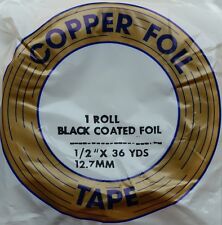 COPPER FOIL
1 ROLL
BLACK COATED FOIL
1/2" X 36 YDS
12.7MM
TAPE